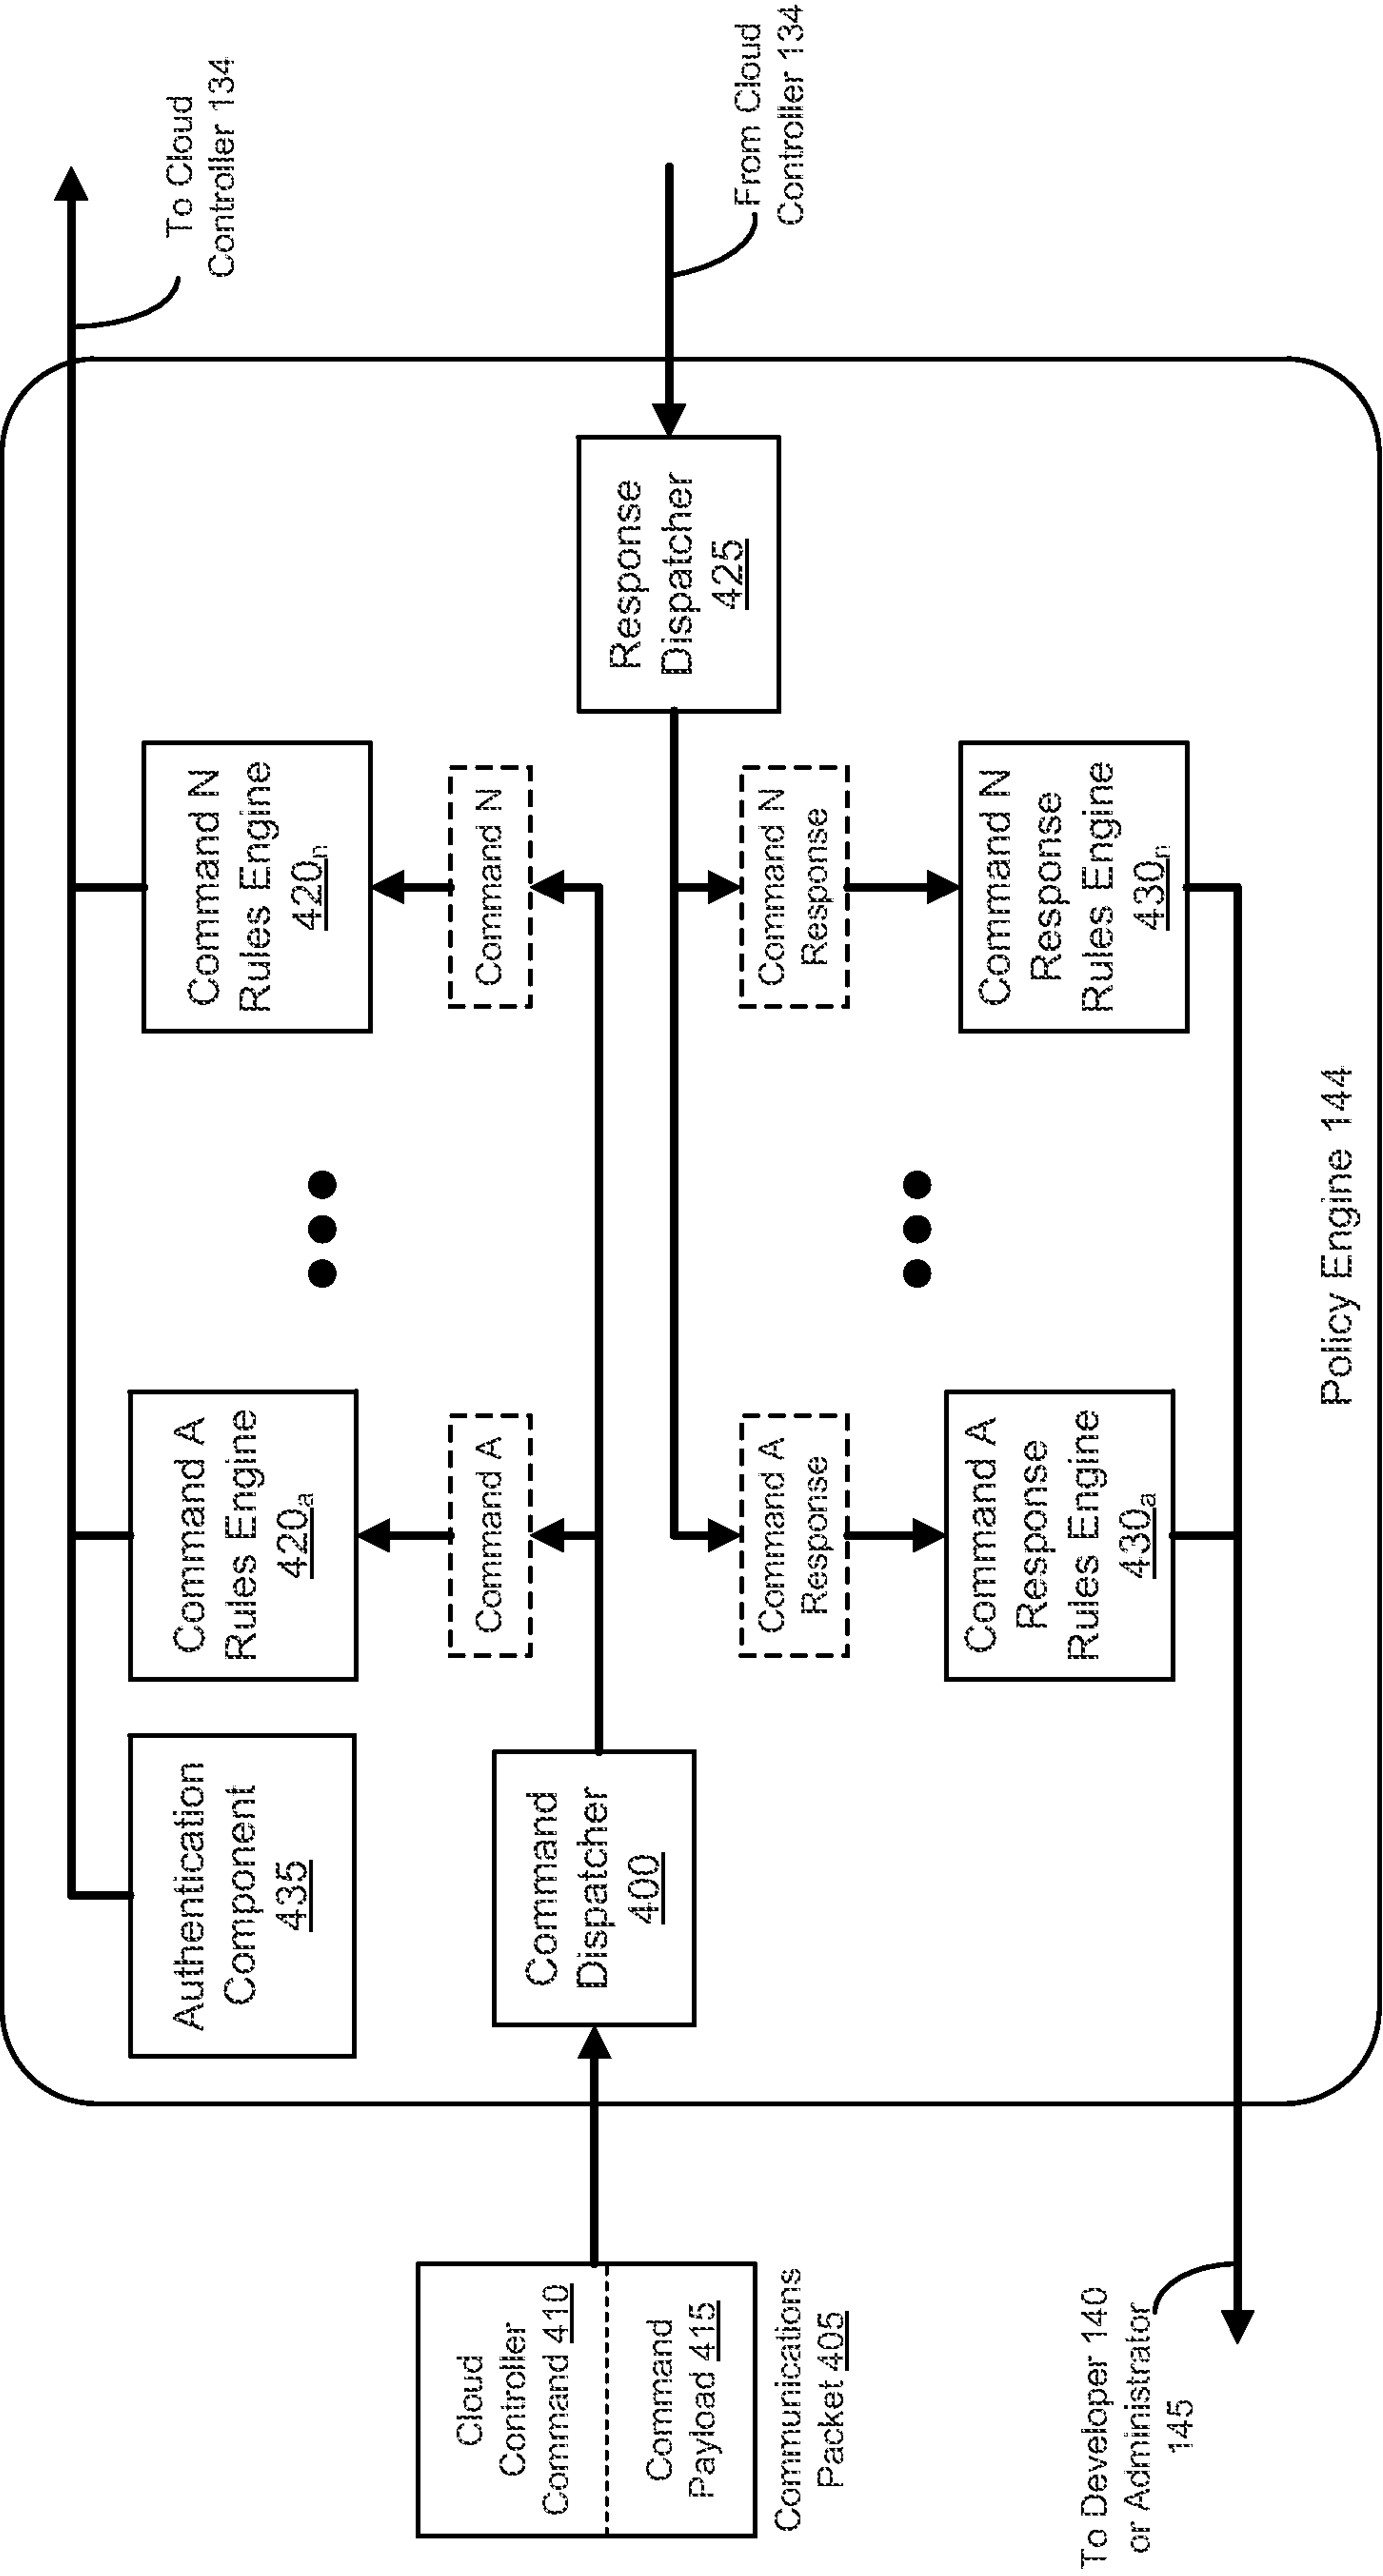 To Cloud
Controller 134
Authentication
Component
435
Command A
Rules Engine
420a
Command N
Rules Engine
420n
Command A
Command N
Cloud
Controller
Command 410
Command
Payload 415
Communications
Packet 405
Command
Dispatcher
400
Response
Dispatcher
425
From Cloud
Controller 134
Command A
Response
Command N
Response
Command A
Response
Rules Engine
430a
Command N
Response
Rules Engine
430n
To Developer 140
or Administrator
145
Policy Engine 144